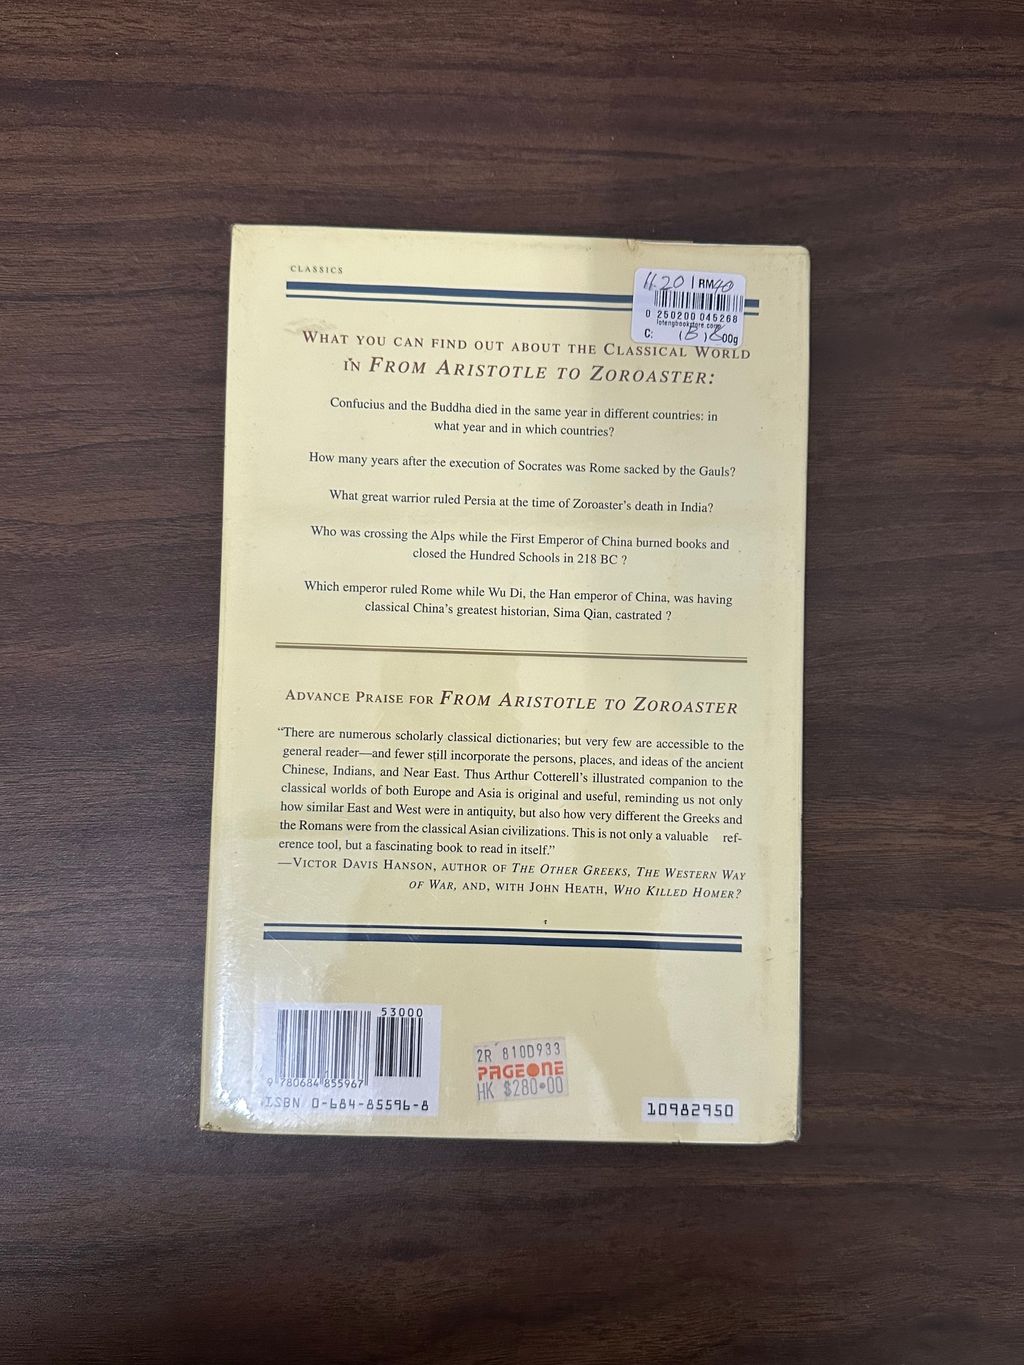 CLASSICS
H20 | RM40
0 250200 045268
lotengbookstore.com
C: 00g
WHAT YOU CAN FIND OUT ABOUT THE CLASSICAL WORLD
IN FROM ARISTOTLE TO ZOROASTER:
Confucius and the Buddha died in the same year in different countries: in
what year and in which countries?
How many years after the execution of Socrates was Rome sacked by the Gauls?
What great warrior ruled Persia at the time of Zoroaster's death in India?
Who was crossing the Alps while the First Emperor of China burned books and
closed the Hundred Schools in 218 BC ?
Which emperor ruled Rome while Wu Di, the Han emperor of China, was having
classical China's greatest historian, Sima Qian, castrated ?
ADVANCE PRAISE FOR FROM ARISTOTLE TO ZOROASTER
“There are numerous scholarly classical dictionaries; but very few are accessible to the
general reader—and fewer still incorporate the persons, places, and ideas of the ancient
Chinese, Indians, and Near East. Thus Arthur Cotterell's illustrated companion to the
classical worlds of both Europe and Asia is original and useful, reminding us not only
how similar East and West were in antiquity, but also how very different the Greeks and
the Romans were from the classical Asian civilizations. This is not only a valuable ref-
erence tool, but a fascinating book to read in itself.”
—VICTOR DAVIS HANSON, AUTHOR OF THE OTHER GREEKS, THE WESTERN WAY
OF WAR, AND, WITH JOHN HEATH, WHO KILLED HOMER?
53000
9 780684 855967
ISBN 0-684-85596-8
2R 810D933
PAGEONE
HK $280.00
10982950